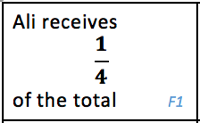 Ali receives
1
4
of the total F1